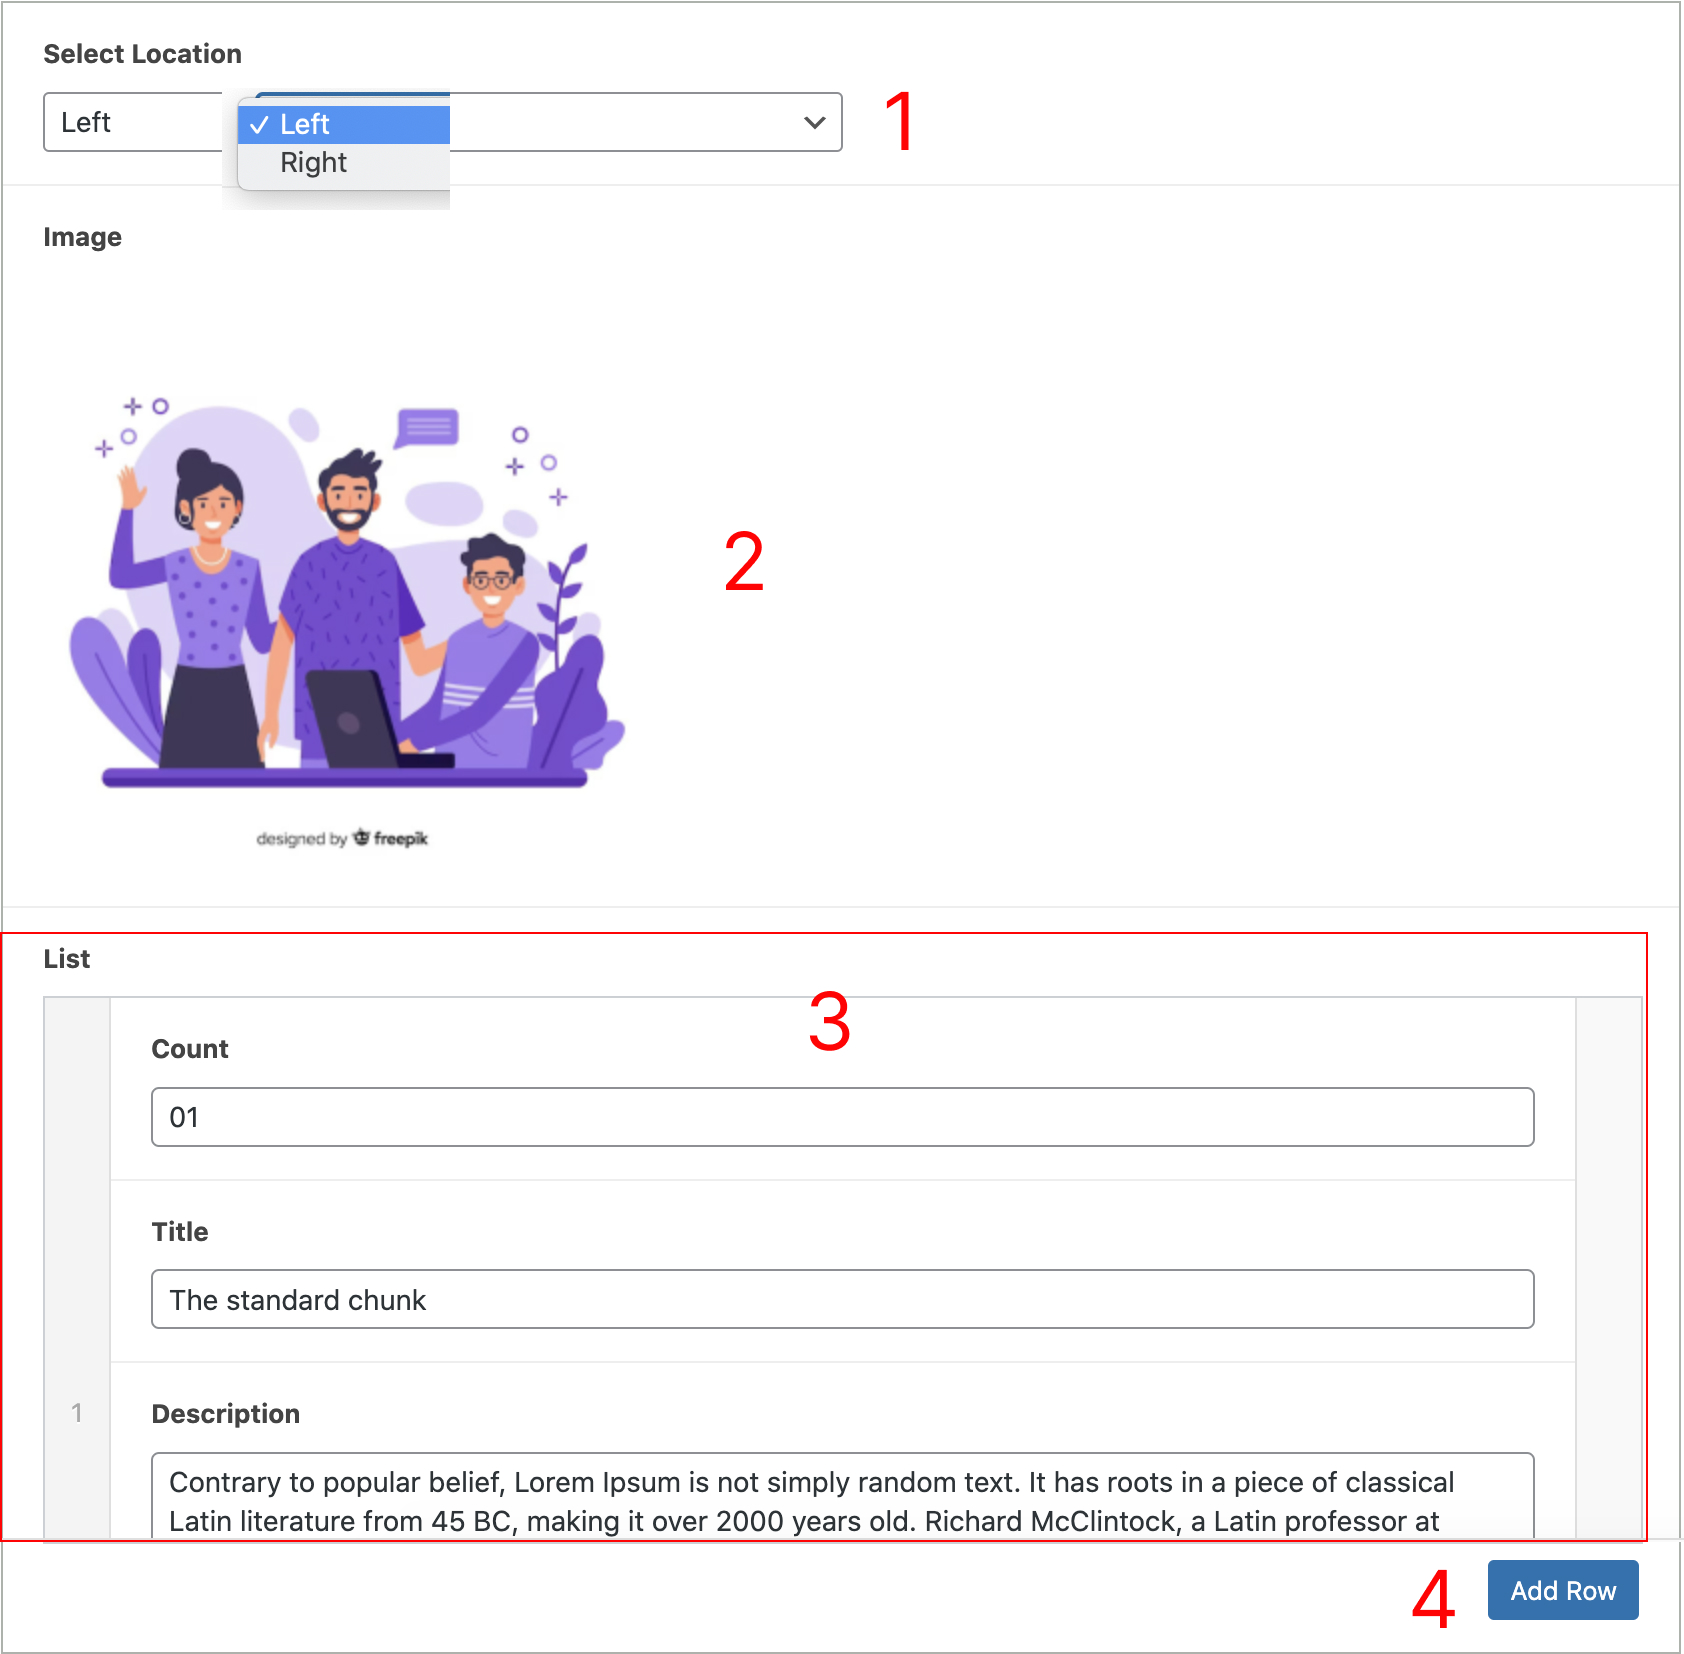 Select Location
Left
✓ Left
Right
1
Image
2
designed by freepik
List
3
Count
01
Title
The standard chunk
1
Description
Contrary to popular belief, Lorem Ipsum is not simply random text. It has roots in a piece of classical
Latin literature from 45 BC, making it over 2000 years old. Richard McClintock, a Latin professor at
4
Add Row